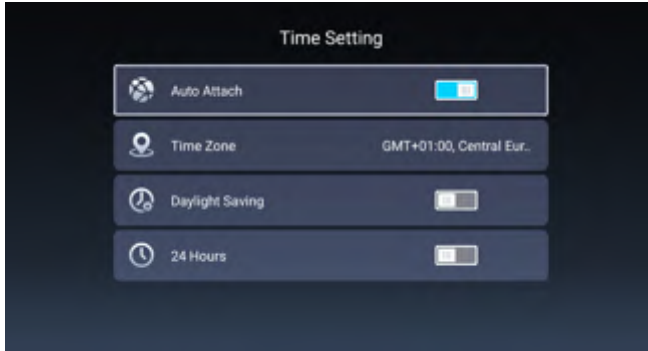 Time Setting
Auto Attach
Time Zone GMT+01:00, Central Eur..
Daylight Saving
24 Hours